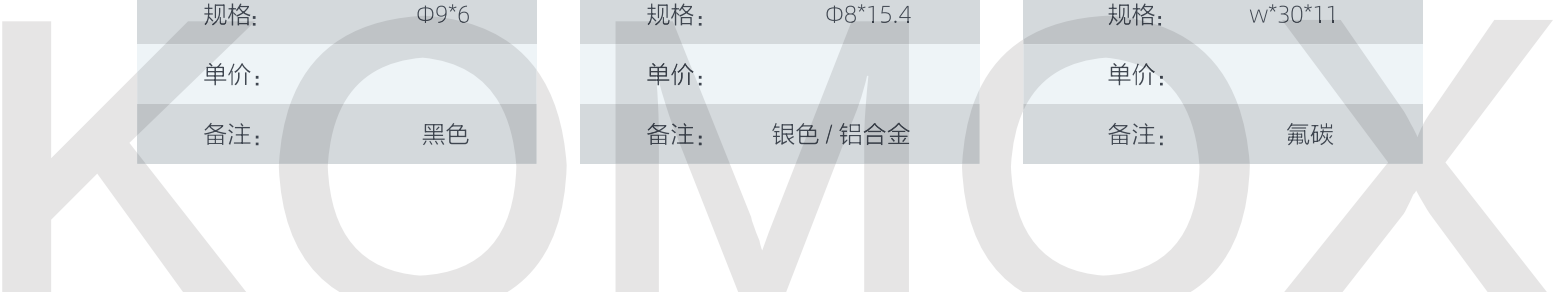 规格： Φ9*6
单价：
备注： 黑色
规格： Φ8*15.4
单价：
备注： 银色 / 铝合金
规格： w*30*11
单价：
备注： 氟碳
KOMOX